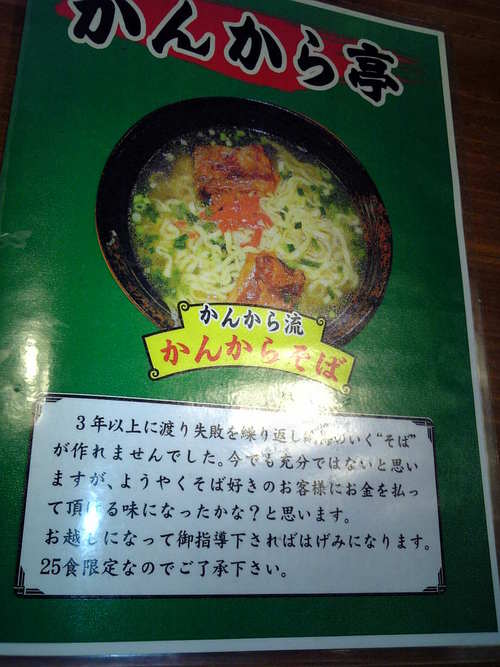 かんから亭
かんから流
かんからそば
3年以上に渡り失敗を繰り返し のいく“そば”
が作れませんでした。今でも充分ではないと思い
ますが、ようやくそば好きのお客様にお金を払っ
て頂ける味になったかな?と思います。
お越しになって御指導下さればはげみになります。
25食限定なのでご了承下さい。